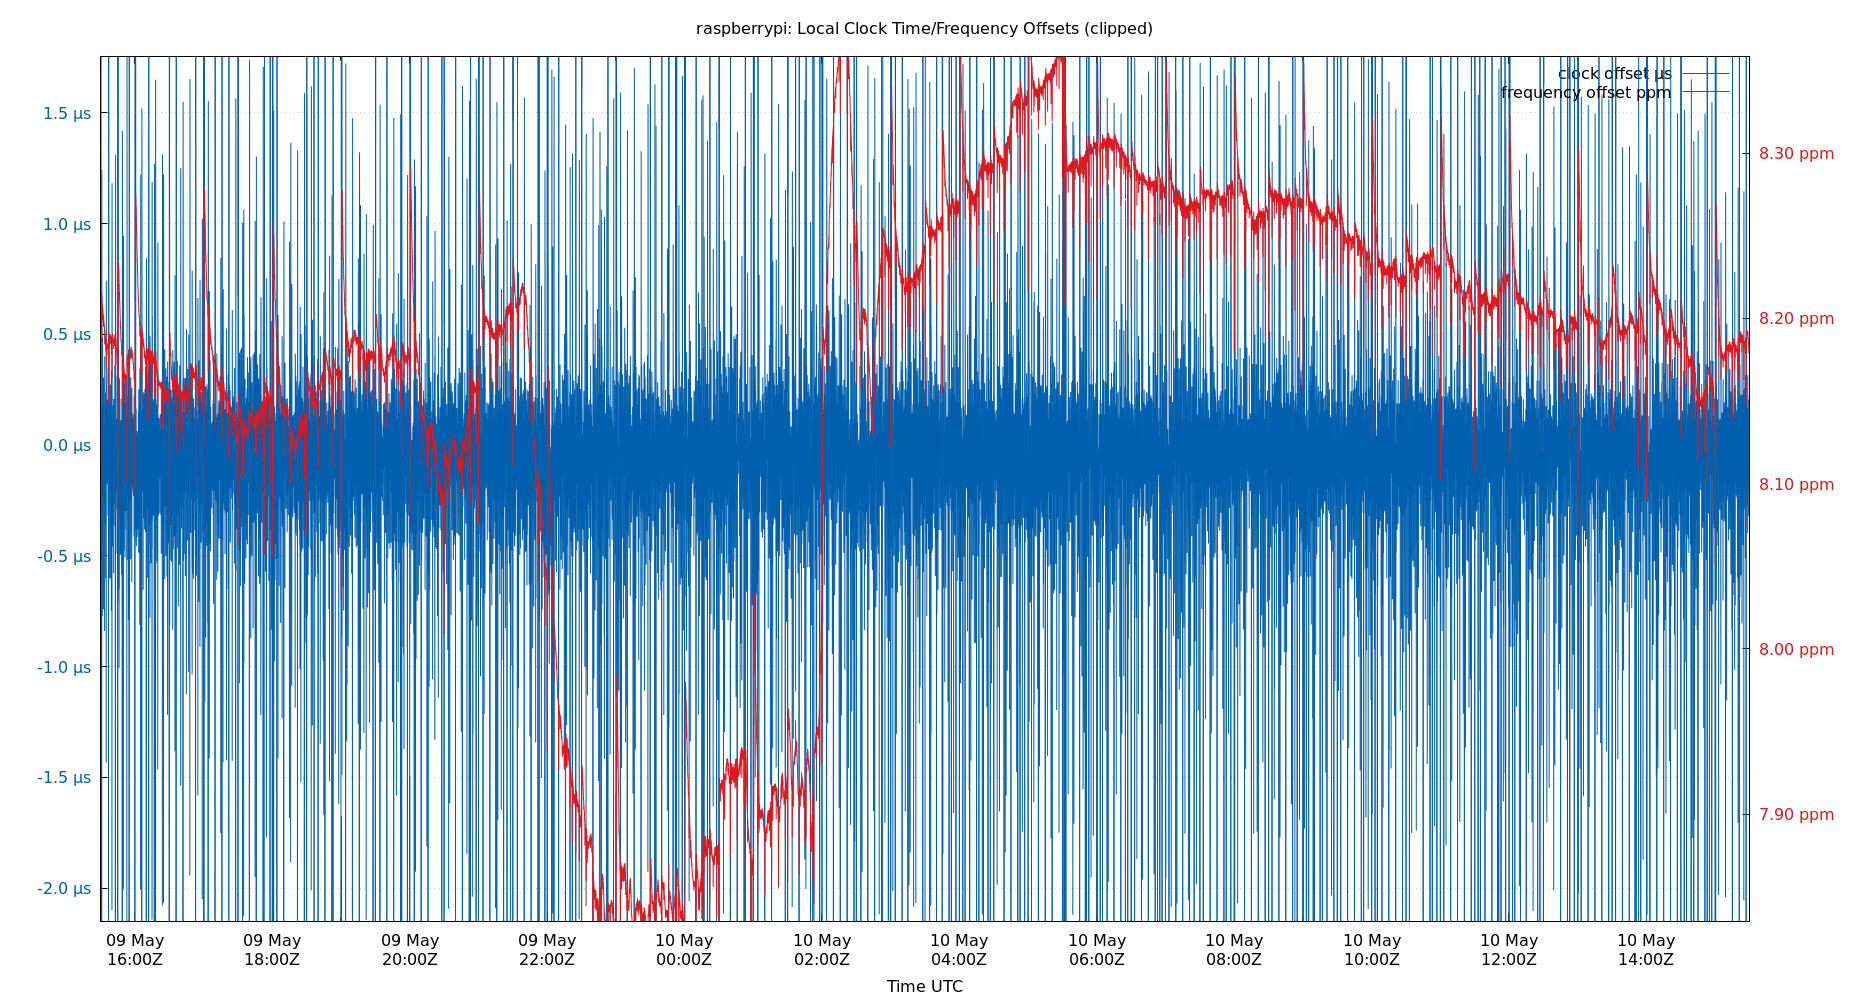 raspberrypi: Local Clock Time/Frequency Offsets (clipped)
clock offset µs
frequency offset ppm
1.5 µs
1.0 µs
0.5 µs
0.0 µs
-0.5 µs
-1.0 µs
-1.5 µs
-2.0 µs
8.30 ppm
8.20 ppm
8.10 ppm
8.00 ppm
7.90 ppm
09 May 09 May 09 May 09 May 10 May 10 May 10 May 10 May 10 May 10 May 10 May 10 May
16:00Z 18:00Z 20:00Z 22:00Z 00:00Z 02:00Z 04:00Z 06:00Z 08:00Z 10:00Z 12:00Z 14:00Z
Time UTC